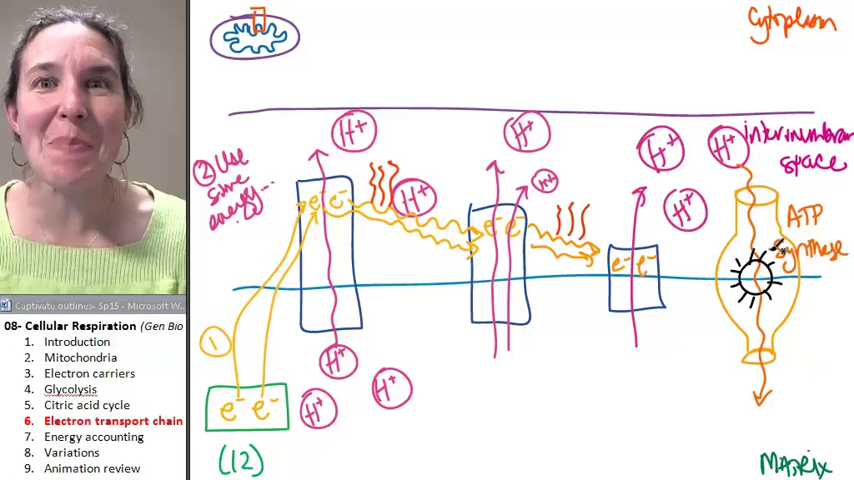 Cytoplasm
H+
H+
H+
H+
intermembran
space
② Use
some
energy...
H+
H+
H+
e- e-
e- e-
e- e-
ATP
Synthase
Captivate outlines- Sp15 - Microsoft W...
08- Cellular Respiration (Gen Bio
1. Introduction
2. Mitochondria
3. Electron carriers
4. Glycolysis
5. Citric acid cycle
6. Electron transport chain
7. Energy accounting
8. Variations
9. Animation review
1
H+
H+
H+
e- e-
(12)
Matrix